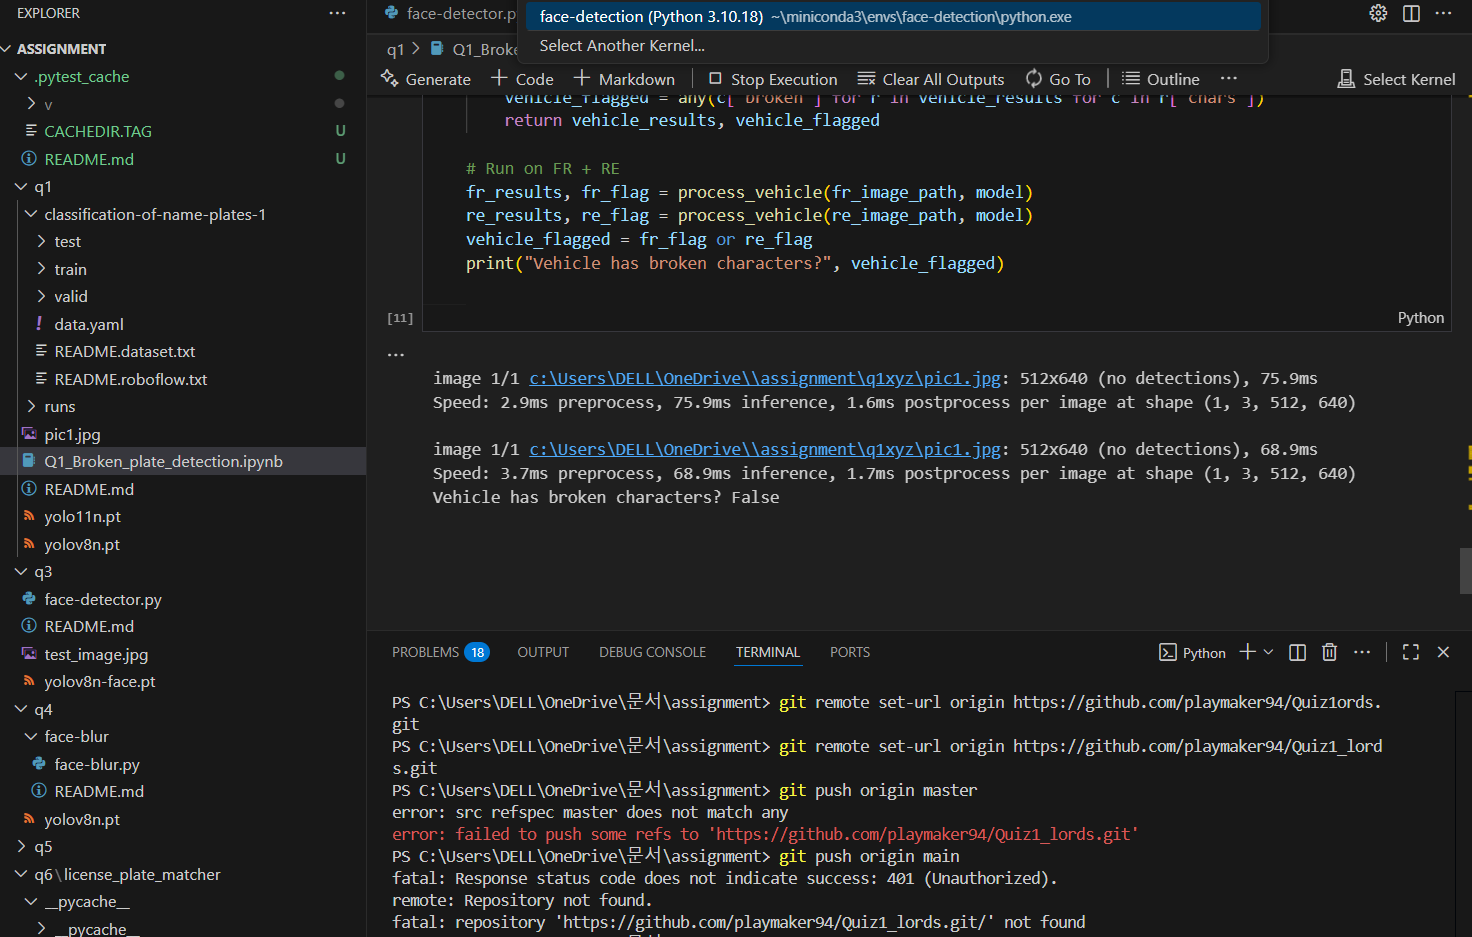 EXPLORER
ASSIGNMENT
.pytest_cache
v
CACHEDIR.TAG U
README.md U
q1
classification-of-name-plates-1
test
train
valid
data.yaml
README.dataset.txt
README.roboflow.txt
runs
pic1.jpg
Q1_Broken_plate_detection.ipynb
README.md
yolo11n.pt
yolov8n.pt
q3
face-detector.py
README.md
test_image.jpg
yolov8n-face.pt
q4
face-blur
face-blur.py
README.md
yolov8n.pt
q5
q6\license_plate_matcher
__pycache__
__pycache__
face-detector.p
face-detection (Python 3.10.18) ~\miniconda3\envs\face-detection\python.exe
Select Another Kernel...
q1 > Q1_Broke
Generate + Code + Markdown Stop Execution Clear All Outputs Go To Outline ... Select Kernel
vehicle_flagged = any(c["broken"] for r in vehicle_results for c in r["chars"])
return vehicle_results, vehicle_flagged
# Run on FR + RE
fr_results, fr_flag = process_vehicle(fr_image_path, model)
re_results, re_flag = process_vehicle(re_image_path, model)
vehicle_flagged = fr_flag or re_flag
print("Vehicle has broken characters?", vehicle_flagged)
[11] Python
...
image 1/1 c:\Users\DELL\OneDrive\\assignment\q1xyz\pic1.jpg: 512x640 (no detections), 75.9ms
Speed: 2.9ms preprocess, 75.9ms inference, 1.6ms postprocess per image at shape (1, 3, 512, 640)
image 1/1 c:\Users\DELL\OneDrive\\assignment\q1xyz\pic1.jpg: 512x640 (no detections), 68.9ms
Speed: 3.7ms preprocess, 68.9ms inference, 1.7ms postprocess per image at shape (1, 3, 512, 640)
Vehicle has broken characters? False
PROBLEMS 18 OUTPUT DEBUG CONSOLE TERMINAL PORTS Python
PS C:\Users\DELL\OneDrive\문서\assignment> git remote set-url origin https://github.com/playmaker94/Quiz1ords.
git
PS C:\Users\DELL\OneDrive\문서\assignment> git remote set-url origin https://github.com/playmaker94/Quiz1_lord
s.git
PS C:\Users\DELL\OneDrive\문서\assignment> git push origin master
error: src refspec master does not match any
error: failed to push some refs to 'https://github.com/playmaker94/Quiz1_lords.git'
PS C:\Users\DELL\OneDrive\문서\assignment> git push origin main
fatal: Response status code does not indicate success: 401 (Unauthorized).
remote: Repository not found.
fatal: repository 'https://github.com/playmaker94/Quiz1_lords.git/' not found